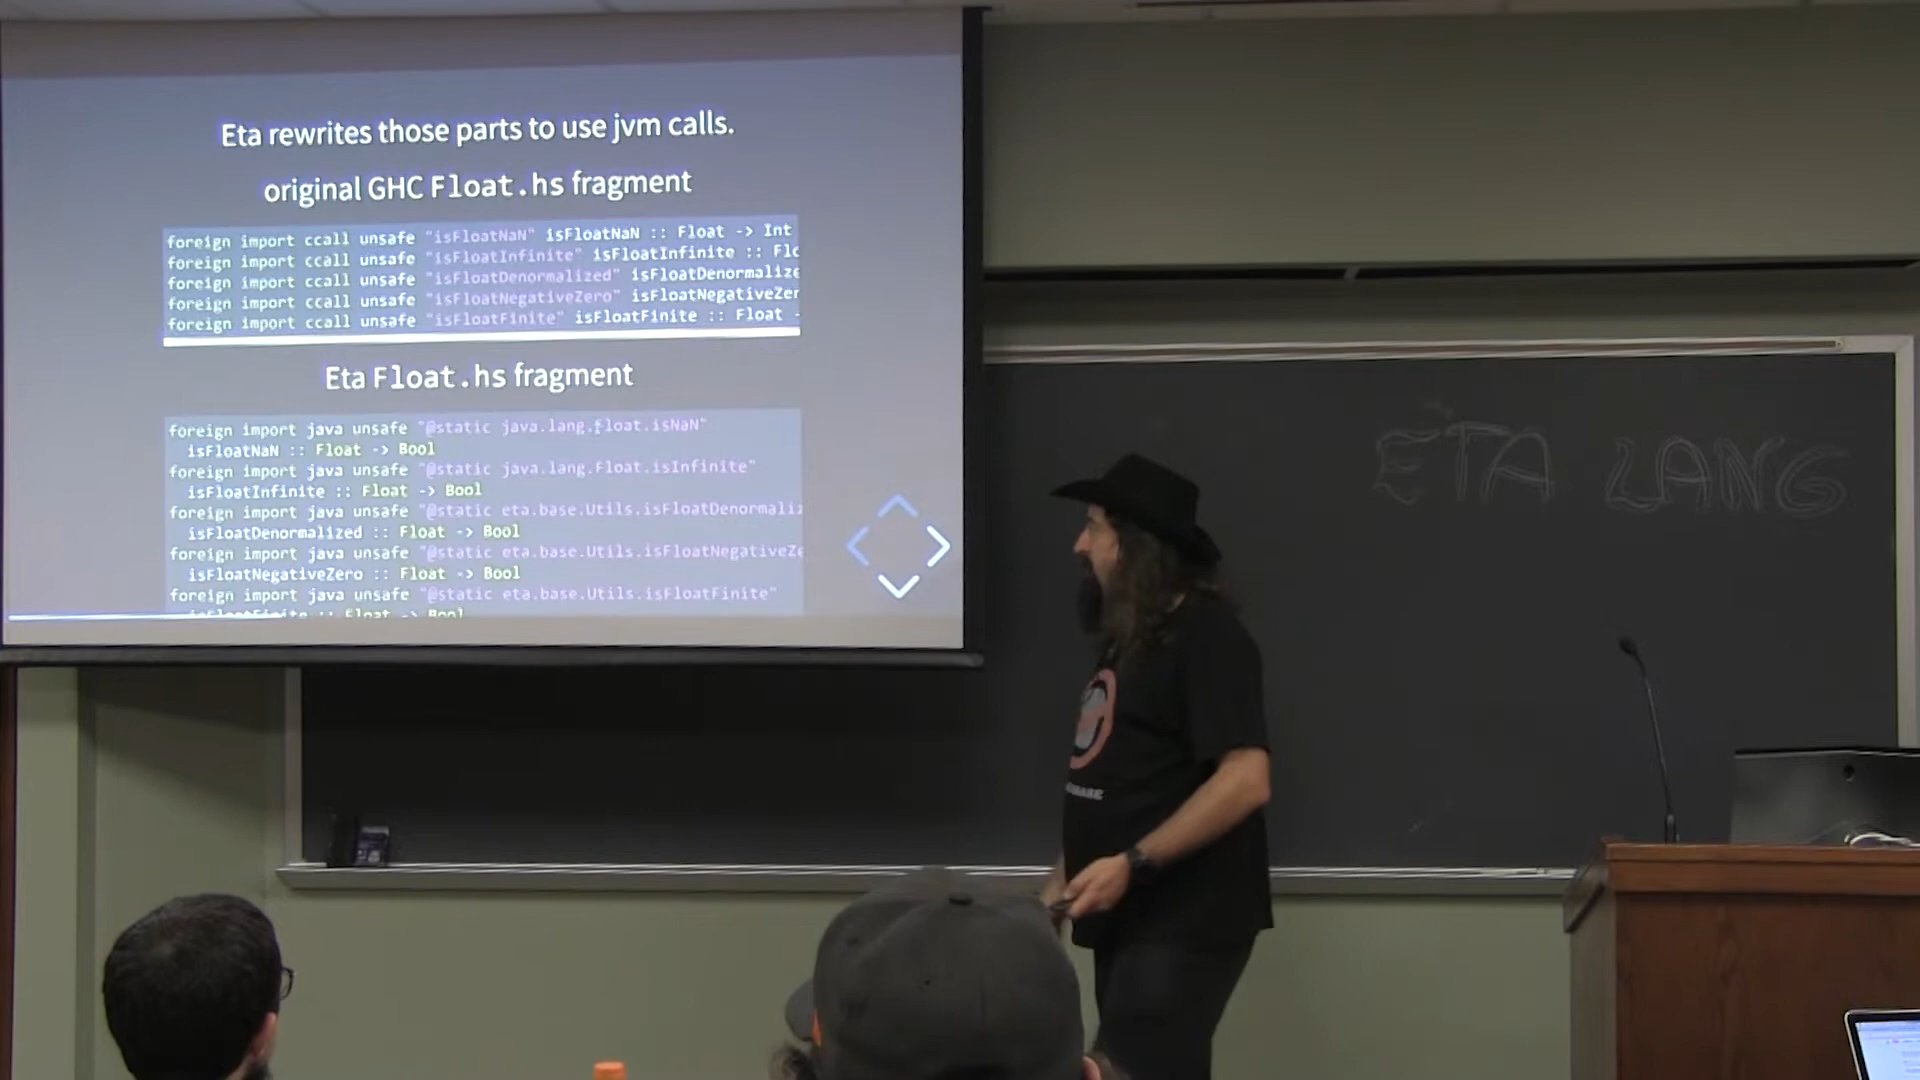 Eta rewrites those parts to use jvm calls.
original GHC Float.hs fragment
foreign import ccall unsafe "isFloatNaN" isFloatNaN :: Float -> Int
foreign import ccall unsafe "isFloatInfinite" isFloatInfinite :: Flo
foreign import ccall unsafe "isFloatDenormalized" isFloatDenormalize
foreign import ccall unsafe "isFloatNegativeZero" isFloatNegativeZer
foreign import ccall unsafe "isFloatFinite" isFloatFinite :: Float -
Eta Float.hs fragment
foreign import java unsafe "@static java.lang.Float.isNaN"
isFloatNaN :: Float -> Bool
foreign import java unsafe "@static java.lang.Float.isInfinite"
isFloatInfinite :: Float -> Bool
foreign import java unsafe "@static eta.base.Utils.isFloatDenormaliz
isFloatDenormalized :: Float -> Bool
foreign import java unsafe "@static eta.base.Utils.isFloatNegativeZe
isFloatNegativeZero :: Float -> Bool
foreign import java unsafe "@static eta.base.Utils.isFloatFinite"
isFloatFinite :: Float -> Bool
ETA LANG